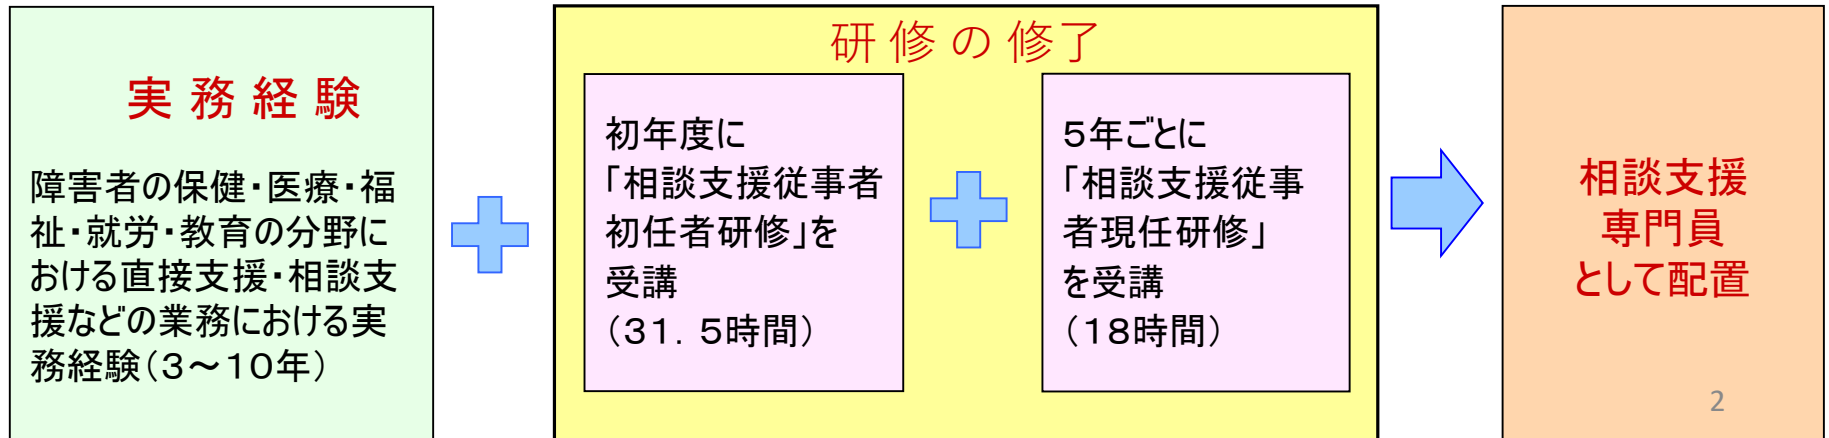 実務経験
障害者の保健・医療・福
祉・就労・教育の分野に
おける直接支援・相談支
援などの業務における実
務経験（３～１０年）
研修の修了
初年度に
「相談支援従事者
初任者研修」を
受講
（３１．５時間）
５年ごとに
「相談支援従事
者現任研修」
を受講
（１８時間）
相談支援
専門員
として配置
2